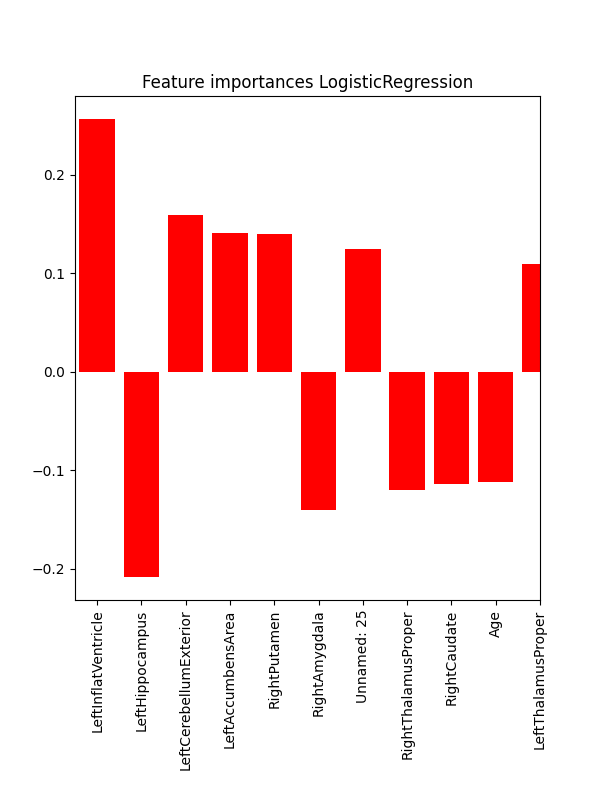 Feature importances LogisticRegression
0.2
0.1
0.0
−0.1
−0.2
LeftInflatVentricle
LeftHippocampus
LeftCerebellumExterior
LeftAccumbensArea
RightPutamen
RightAmygdala
Unnamed: 25
RightThalamusProper
RightCaudate
Age
LeftThalamusProper